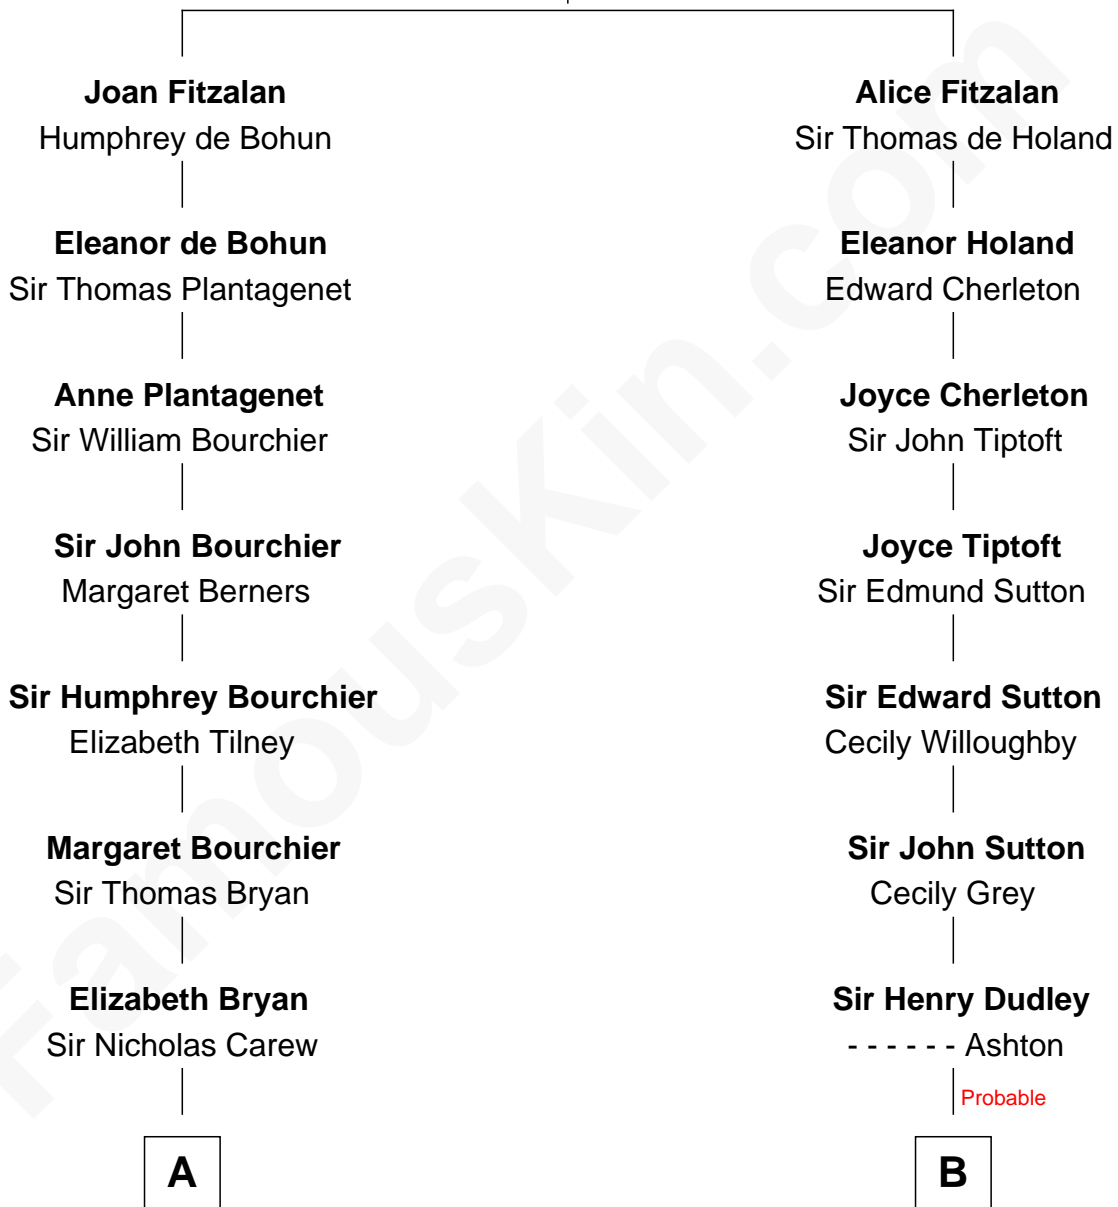 Joan Fitzalan
Humphrey de Bohun
Eleanor de Bohun
Sir Thomas Plantagenet
Anne Plantagenet
Sir William Bourchier
Sir John Bourchier
Margaret Berners
Sir Humphrey Bourchier
Elizabeth Tilney
Margaret Bourchier
Sir Thomas Bryan
Elizabeth Bryan
Sir Nicholas Carew
A
Alice Fitzalan
Sir Thomas de Holand
Eleanor Holand
Edward Cherleton
Joyce Cherleton
Sir John Tiptoft
Joyce Tiptoft
Sir Edmund Sutton
Sir Edward Sutton
Cecily Willoughby
Sir John Sutton
Cecily Grey
Sir Henry Dudley
- - - - - - Ashton
Probable
B
FamousKin.com